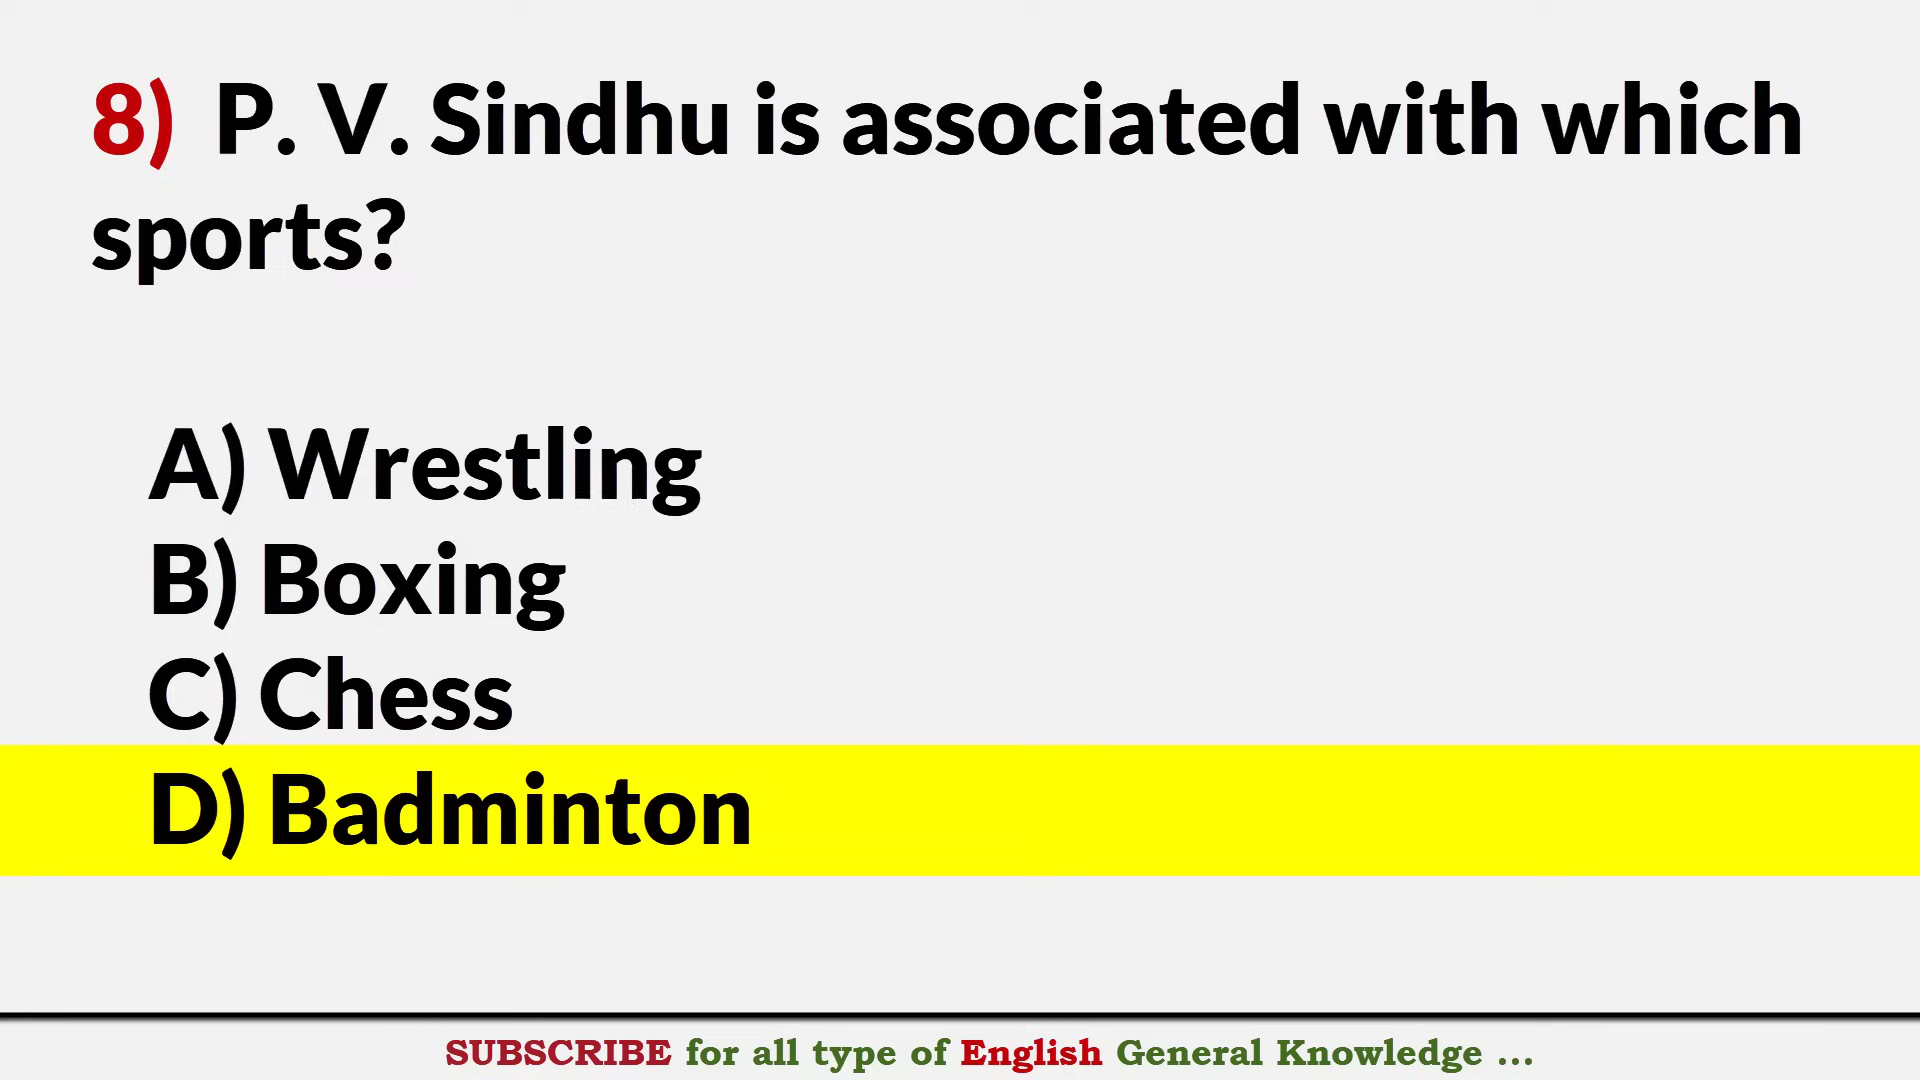 8) P. V. Sindhu is associated with which
sports?
A) Wrestling
B) Boxing
C) Chess
D) Badminton
SUBSCRIBE for all type of English General Knowledge ...